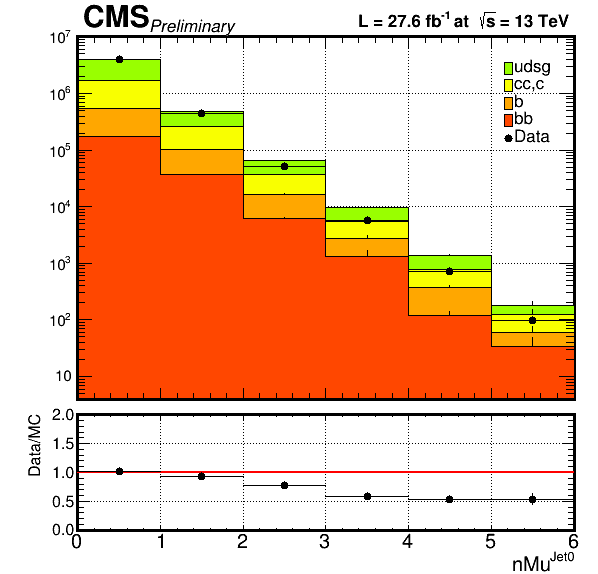 CMS Preliminary L = 27.6 fb⁻¹ at √s = 13 TeV
10⁷
udsg
10⁶
cc,c
b
bb
10⁵
Data
10⁴
10³
10²
10
Data/MC
2.0
1.5
1.0
0.5
0.0
0 1 2 3 4 5 6
nMu^Jet0